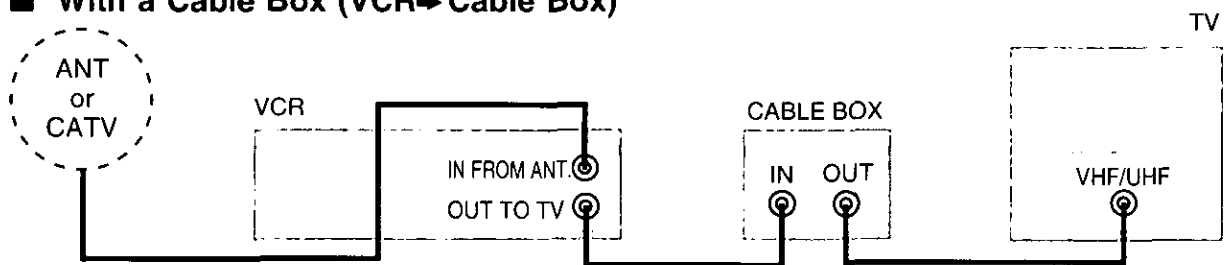 ■ With a Cable Box (VCR➡Cable Box)
TV
ANT
or
CATV
VCR
CABLE BOX
IN FROM ANT.
OUT TO TV
IN OUT
VHF/UHF